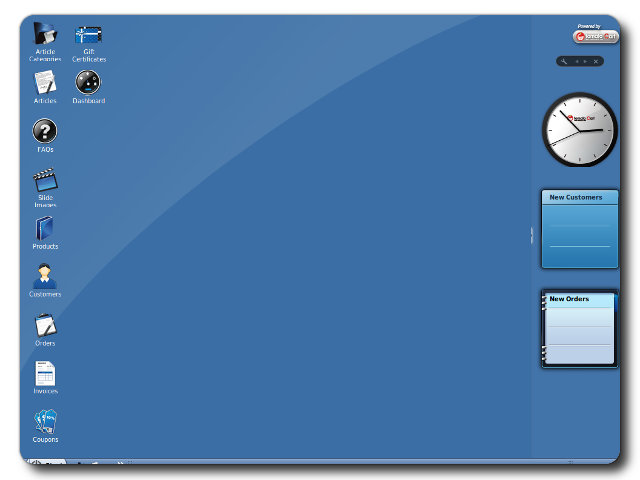 Powered by
TomatoCart
Article
Categories
Gift
Certificates
Articles
Dashboard
FAQs
Slide
Images
Products
Customers
Orders
Invoices
Coupons
New Customers
New Orders